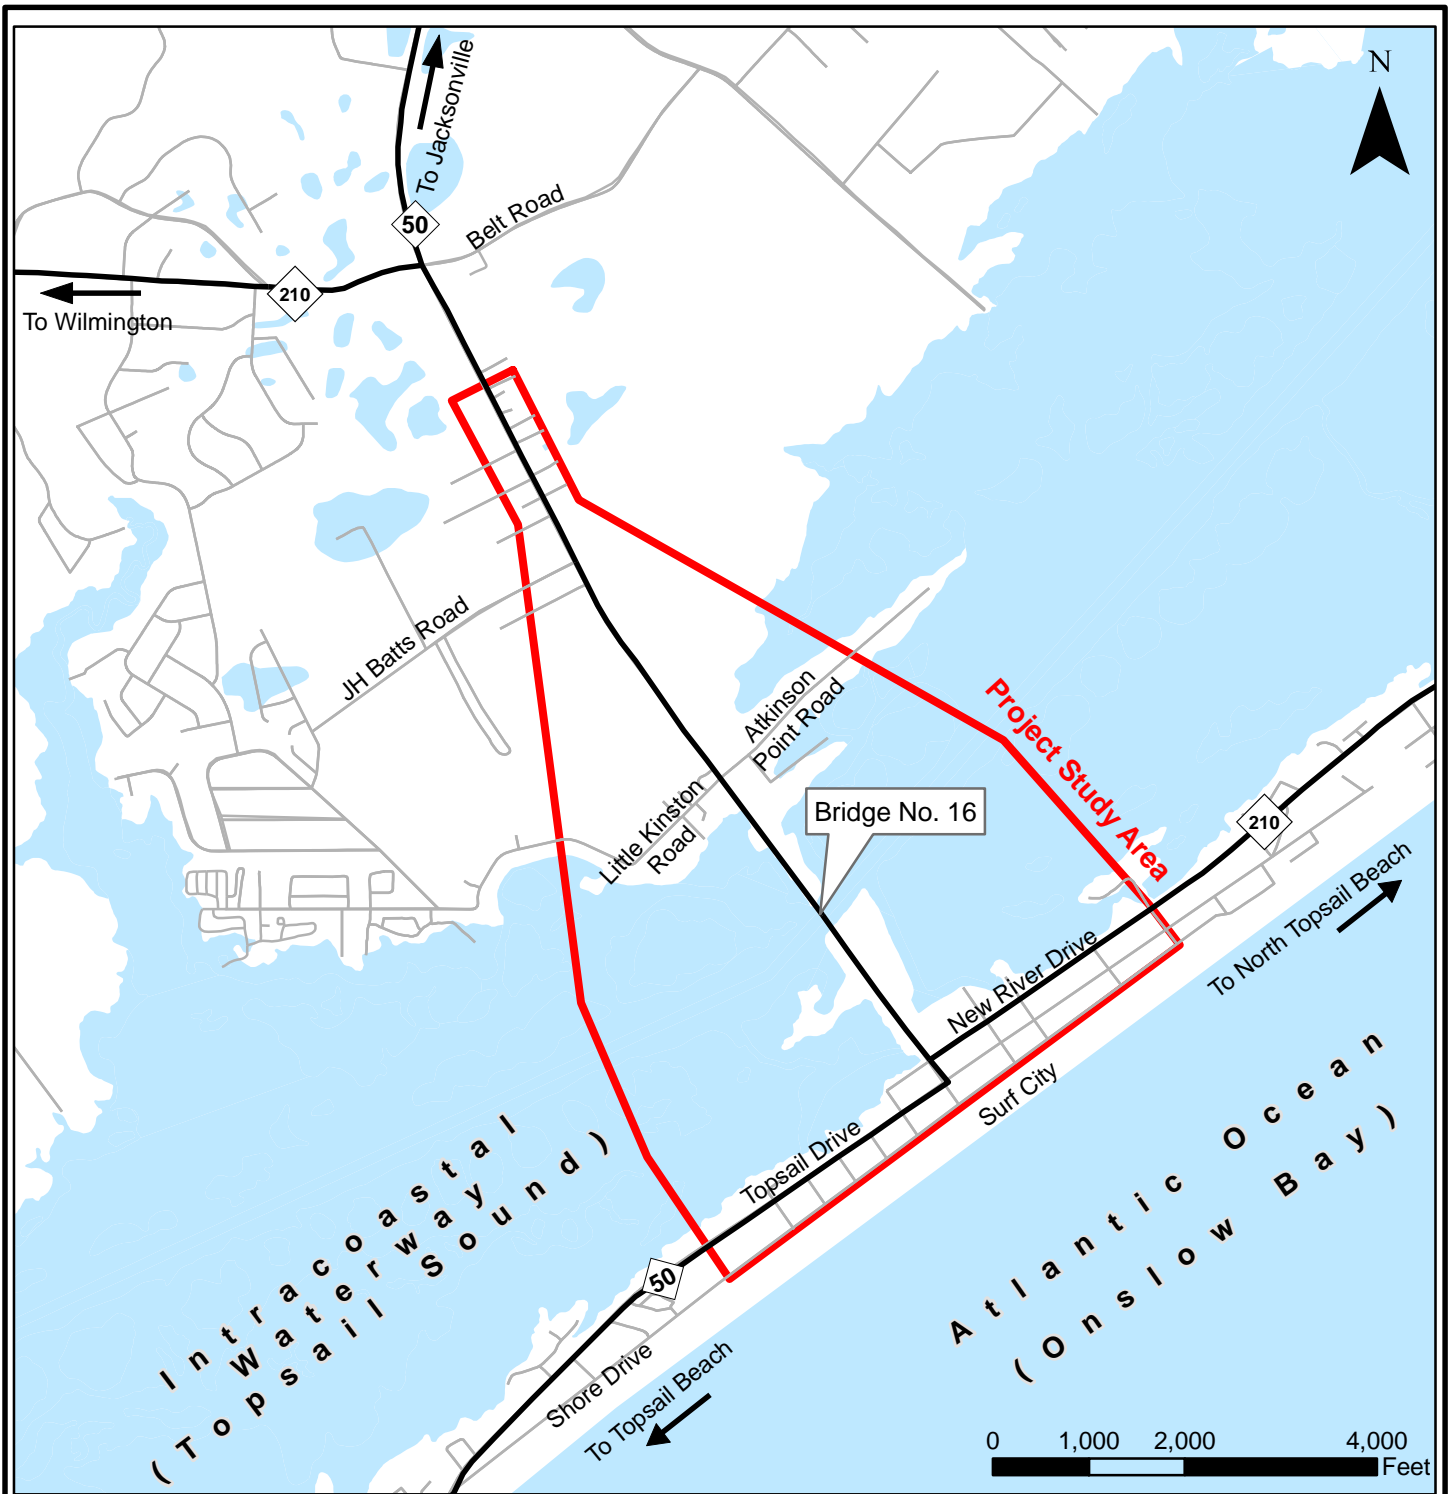 N
To Jacksonville
50
Belt Road
210
To Wilmington
JH Batts Road
Atkinson
Point Road
Project Study Area
Little Kinston
Road
Bridge No. 16
210
New River Drive
To North Topsail Beach
Surf City
Topsail Drive
50
Shore Drive
To Topsail Beach
Intracoastal
Waterway
(Topsail Sound)
Atlantic Ocean
(Onslow Bay)
0 1,000 2,000 4,000
Feet